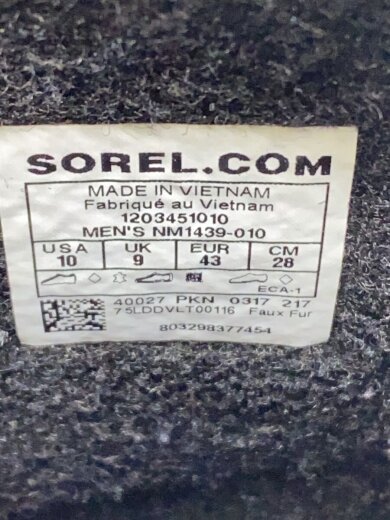 SOREL.COM
MADE IN VIETNAM
Fabriqué au Vietnam
1203451010
MEN'S NM1439-010
USA UK EUR CM
10 9 43 28
ECA-1
40027 PKN 0317 217
75LDDVLT00116 Faux Fur
803298377454